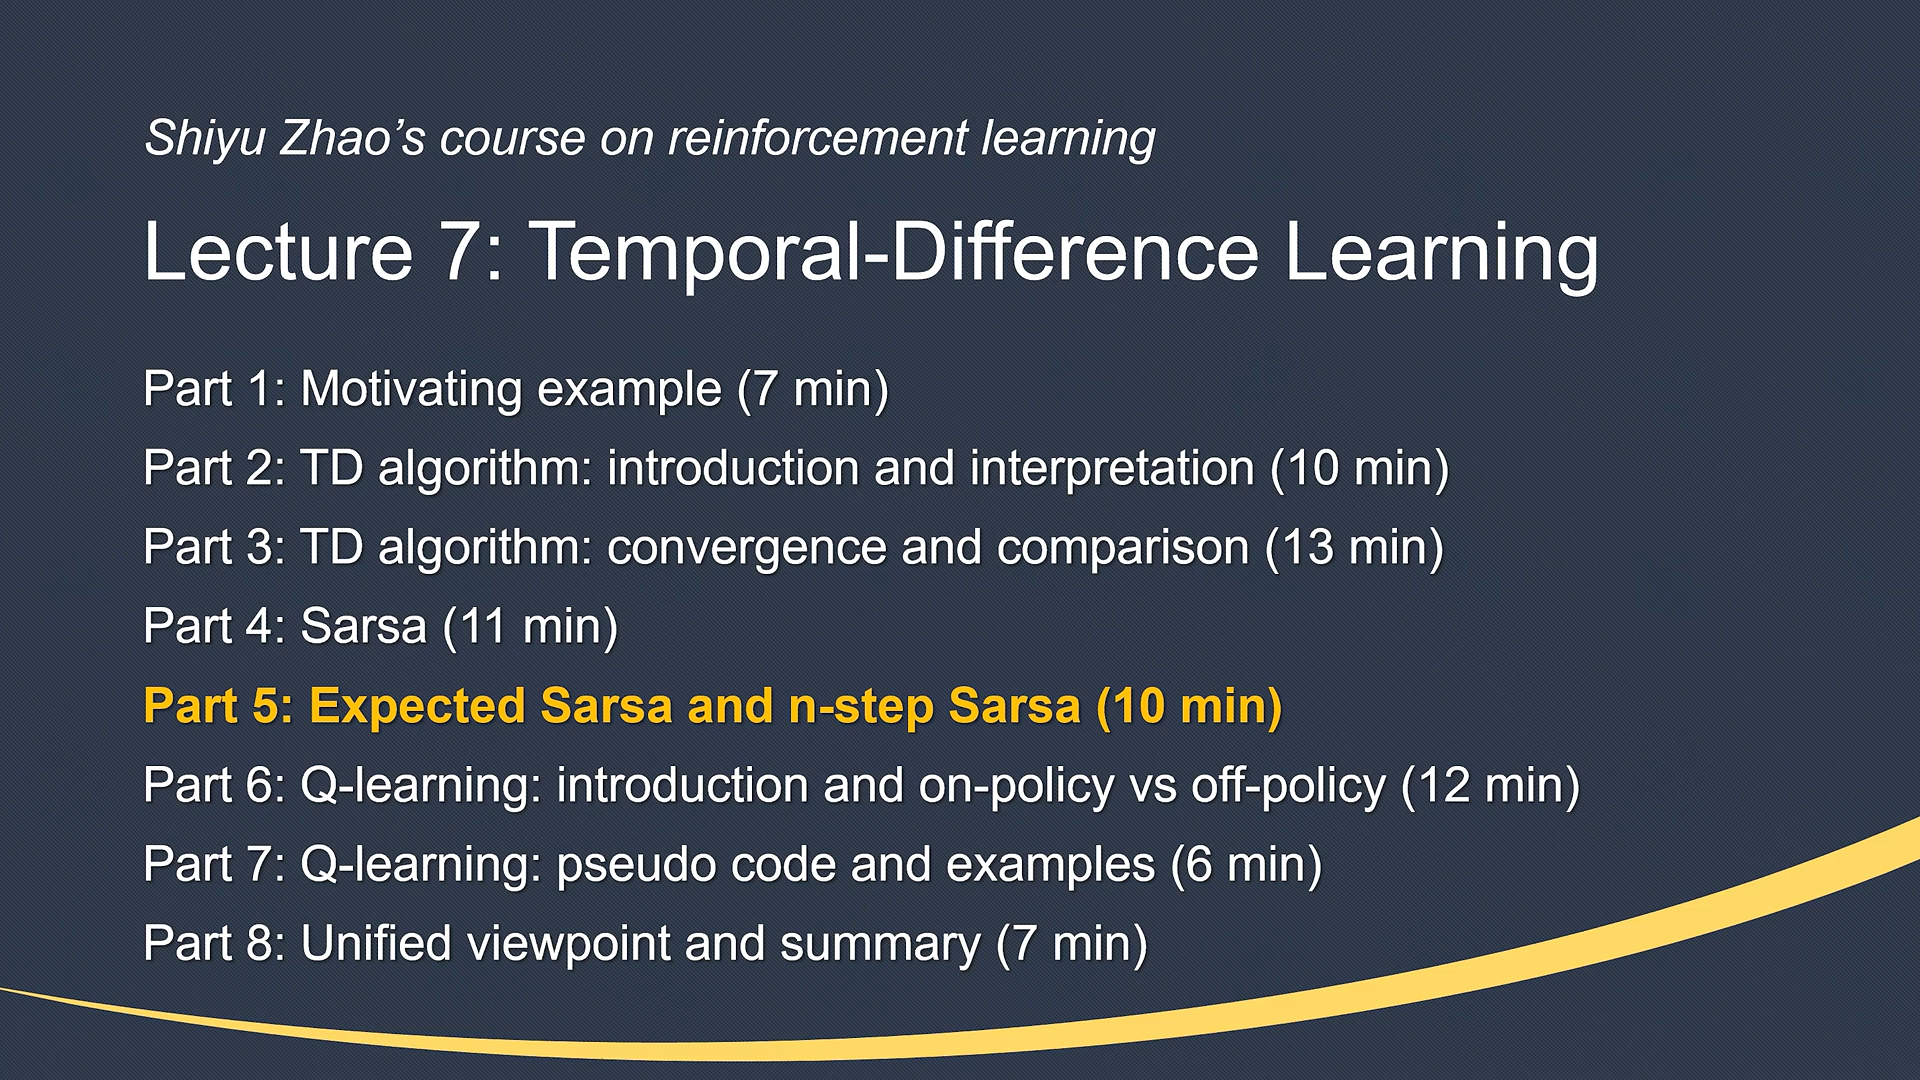 Shiyu Zhao’s course on reinforcement learning
Lecture 7: Temporal-Difference Learning
Part 1: Motivating example (7 min)
Part 2: TD algorithm: introduction and interpretation (10 min)
Part 3: TD algorithm: convergence and comparison (13 min)
Part 4: Sarsa (11 min)
Part 5: Expected Sarsa and n-step Sarsa (10 min)
Part 6: Q-learning: introduction and on-policy vs off-policy (12 min)
Part 7: Q-learning: pseudo code and examples (6 min)
Part 8: Unified viewpoint and summary (7 min)